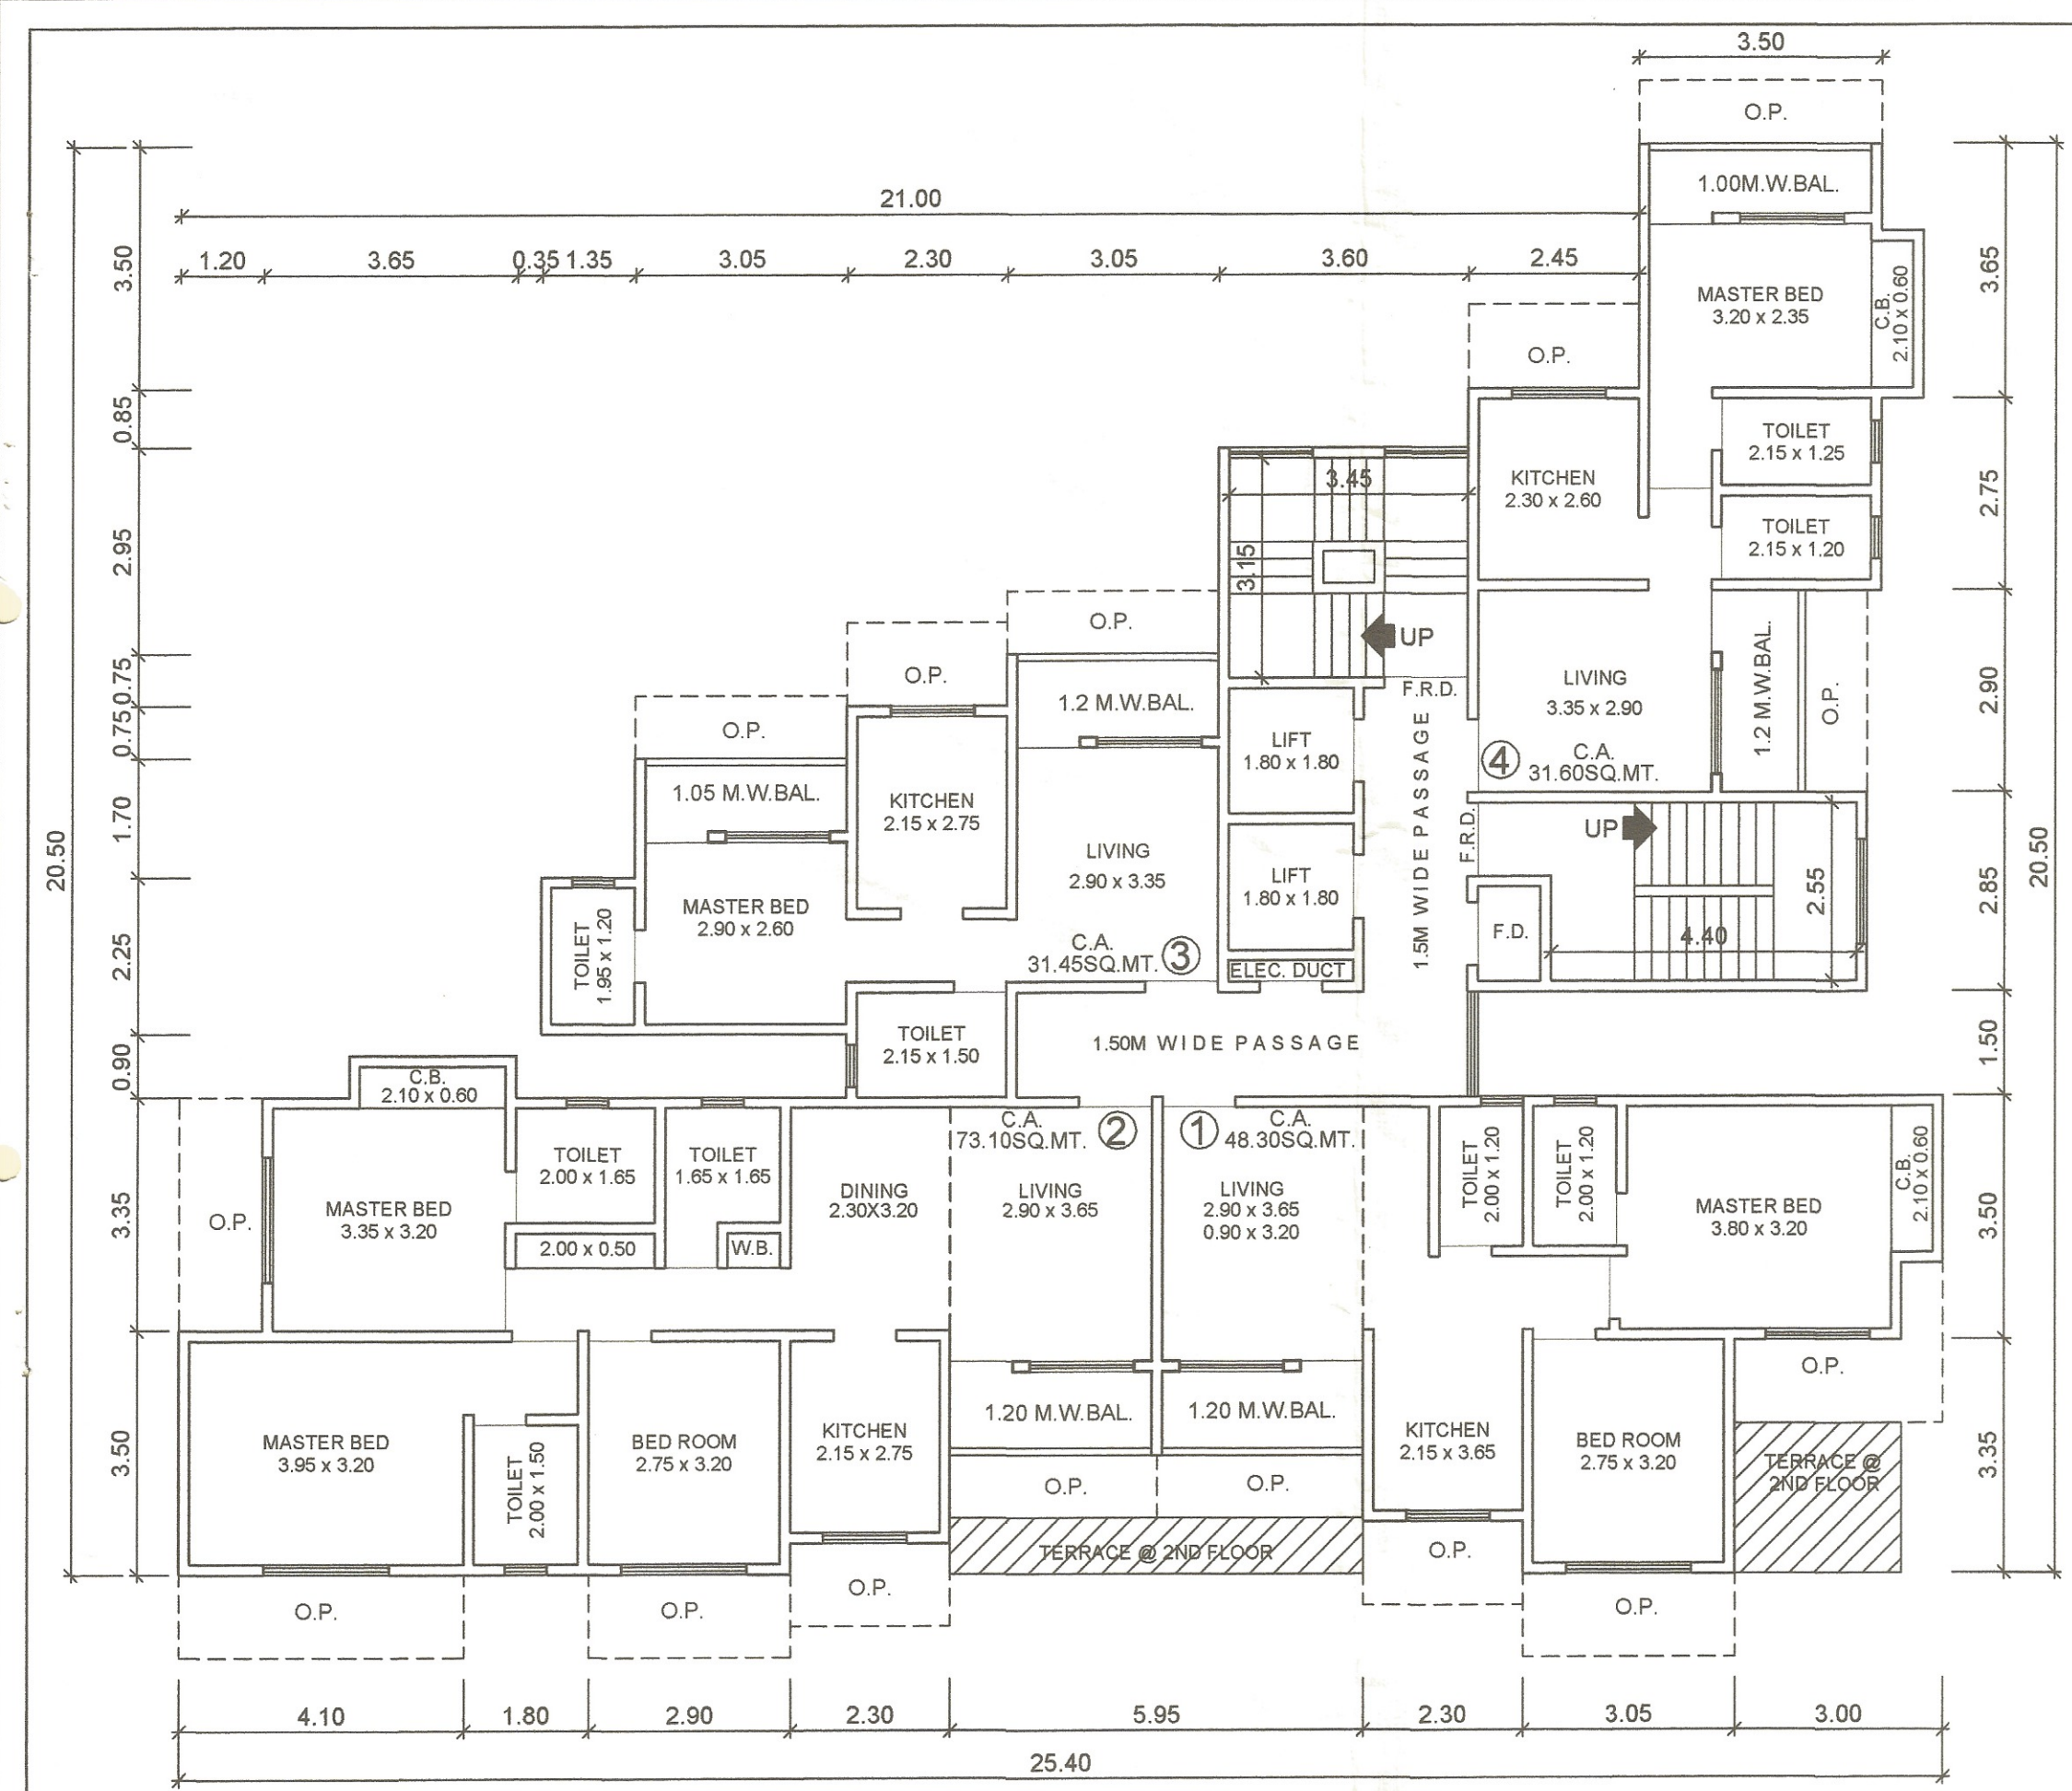 3.50
O.P.
1.00M.W.BAL.
21.00
1.20
3.65
0.35
1.35
3.05
2.30
3.05
3.60
2.45
3.50
0.85
2.95
0.75
0.75
1.70
2.25
0.90
3.35
3.50
20.50
MASTER BED
3.20 x 2.35
C.B.
2.10 x 0.60
3.65
2.75
2.90
2.85
1.50
3.50
3.35
20.50
O.P.
TOILET
2.15 x 1.25
KITCHEN
2.30 x 2.60
TOILET
2.15 x 1.20
3.45
3.15
UP
F.R.D.
O.P.
O.P.
O.P.
1.2 M.W.BAL.
1.05 M.W.BAL.
KITCHEN
2.15 x 2.75
LIVING
2.90 x 3.35
C.A.
31.45SQ.MT.
3
MASTER BED
2.90 x 2.60
TOILET
1.95 x 1.20
TOILET
2.15 x 1.50
LIFT
1.80 x 1.80
LIFT
1.80 x 1.80
ELEC. DUCT
1.5M WIDE PASSAGE
LIVING
3.35 x 2.90
C.A.
31.60SQ.MT.
4
1.2 M.W.BAL.
O.P.
F.R.D.
UP
2.55
4.40
F.D.
1.50M WIDE PASSAGE
C.B.
2.10 x 0.60
O.P.
MASTER BED
3.35 x 3.20
TOILET
2.00 x 1.65
2.00 x 0.50
TOILET
1.65 x 1.65
W.B.
DINING
2.30X3.20
C.A.
73.10SQ.MT.
2
LIVING
2.90 x 3.65
1
C.A.
48.30SQ.MT.
LIVING
2.90 x 3.65
0.90 x 3.20
TOILET
2.00 x 1.20
TOILET
2.00 x 1.20
MASTER BED
3.80 x 3.20
C.B.
2.10 x 0.60
O.P.
MASTER BED
3.95 x 3.20
TOILET
2.00 x 1.50
BED ROOM
2.75 x 3.20
KITCHEN
2.15 x 2.75
1.20 M.W.BAL.
1.20 M.W.BAL.
O.P.
O.P.
TERRACE @ 2ND FLOOR
KITCHEN
2.15 x 3.65
BED ROOM
2.75 x 3.20
TERRACE @
2ND FLOOR
O.P.
O.P.
O.P.
O.P.
O.P.
4.10
1.80
2.90
2.30
5.95
2.30
3.05
3.00
25.40